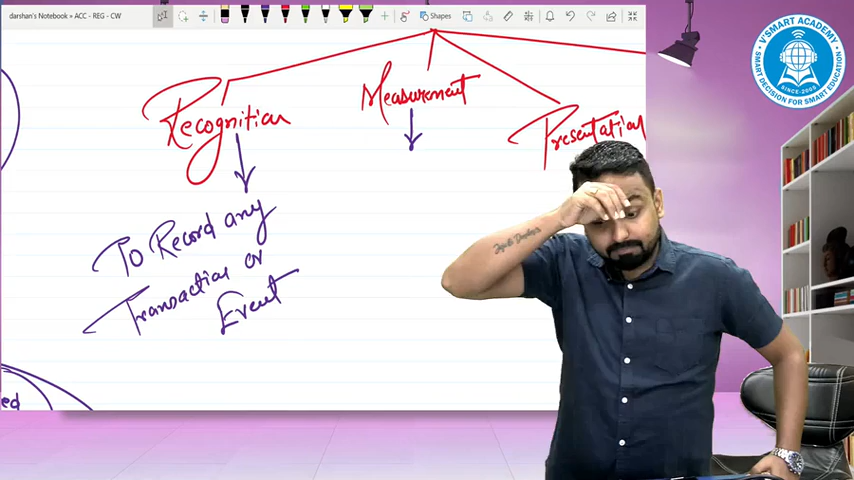 darshan's Notebook » ACC - REG - CW
Shapes
V'SMART ACADEMY
SMART DECISION FOR SMART EDUCATION
SINCE-2005
Recognition
Measurement
Presentation
To Record any
Transaction or
Event
ed